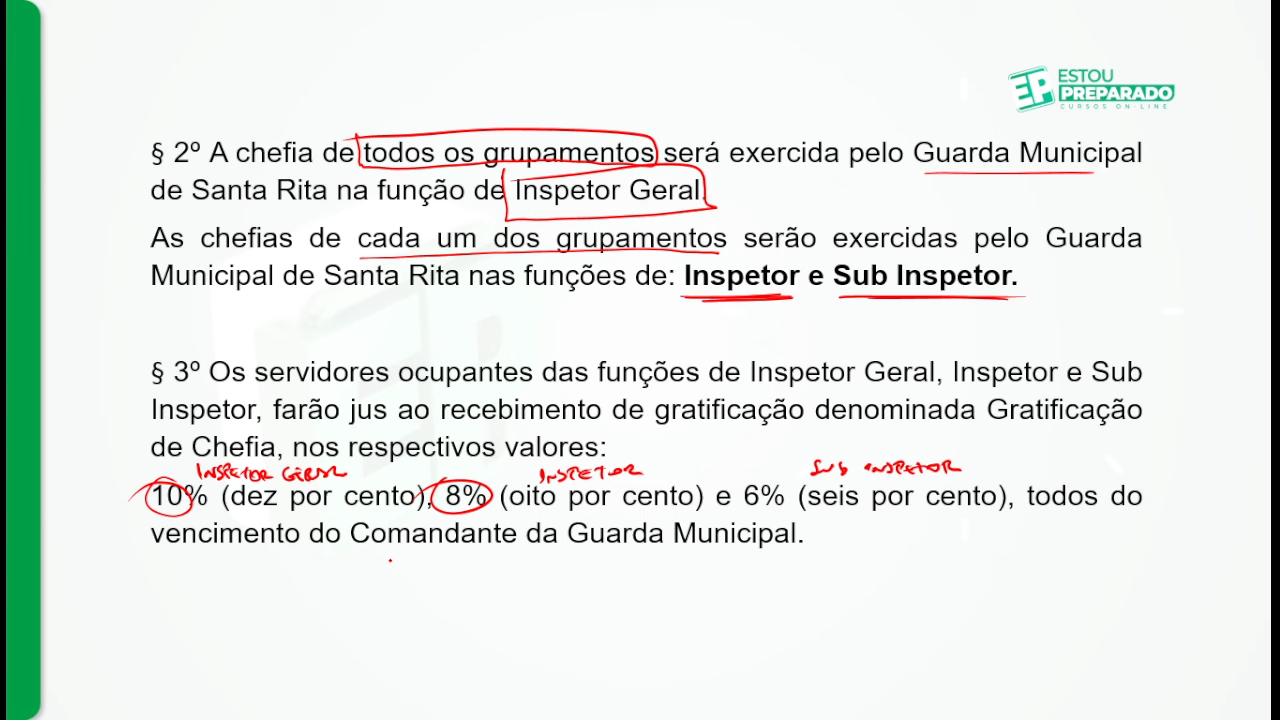 ESTOU
PREPARADO
CURSOS ON-LINE
§ 2º A chefia de todos os grupamentos será exercida pelo Guarda Municipal
de Santa Rita na função de Inspetor Geral.
As chefias de cada um dos grupamentos serão exercidas pelo Guarda
Municipal de Santa Rita nas funções de: Inspetor e Sub Inspetor.
§ 3º Os servidores ocupantes das funções de Inspetor Geral, Inspetor e Sub
Inspetor, farão jus ao recebimento de gratificação denominada Gratificação
de Chefia, nos respectivos valores:
INSPETOR GERAL INSPETOR SUB INSPETOR
10% (dez por cento), 8% (oito por cento) e 6% (seis por cento), todos do
vencimento do Comandante da Guarda Municipal.